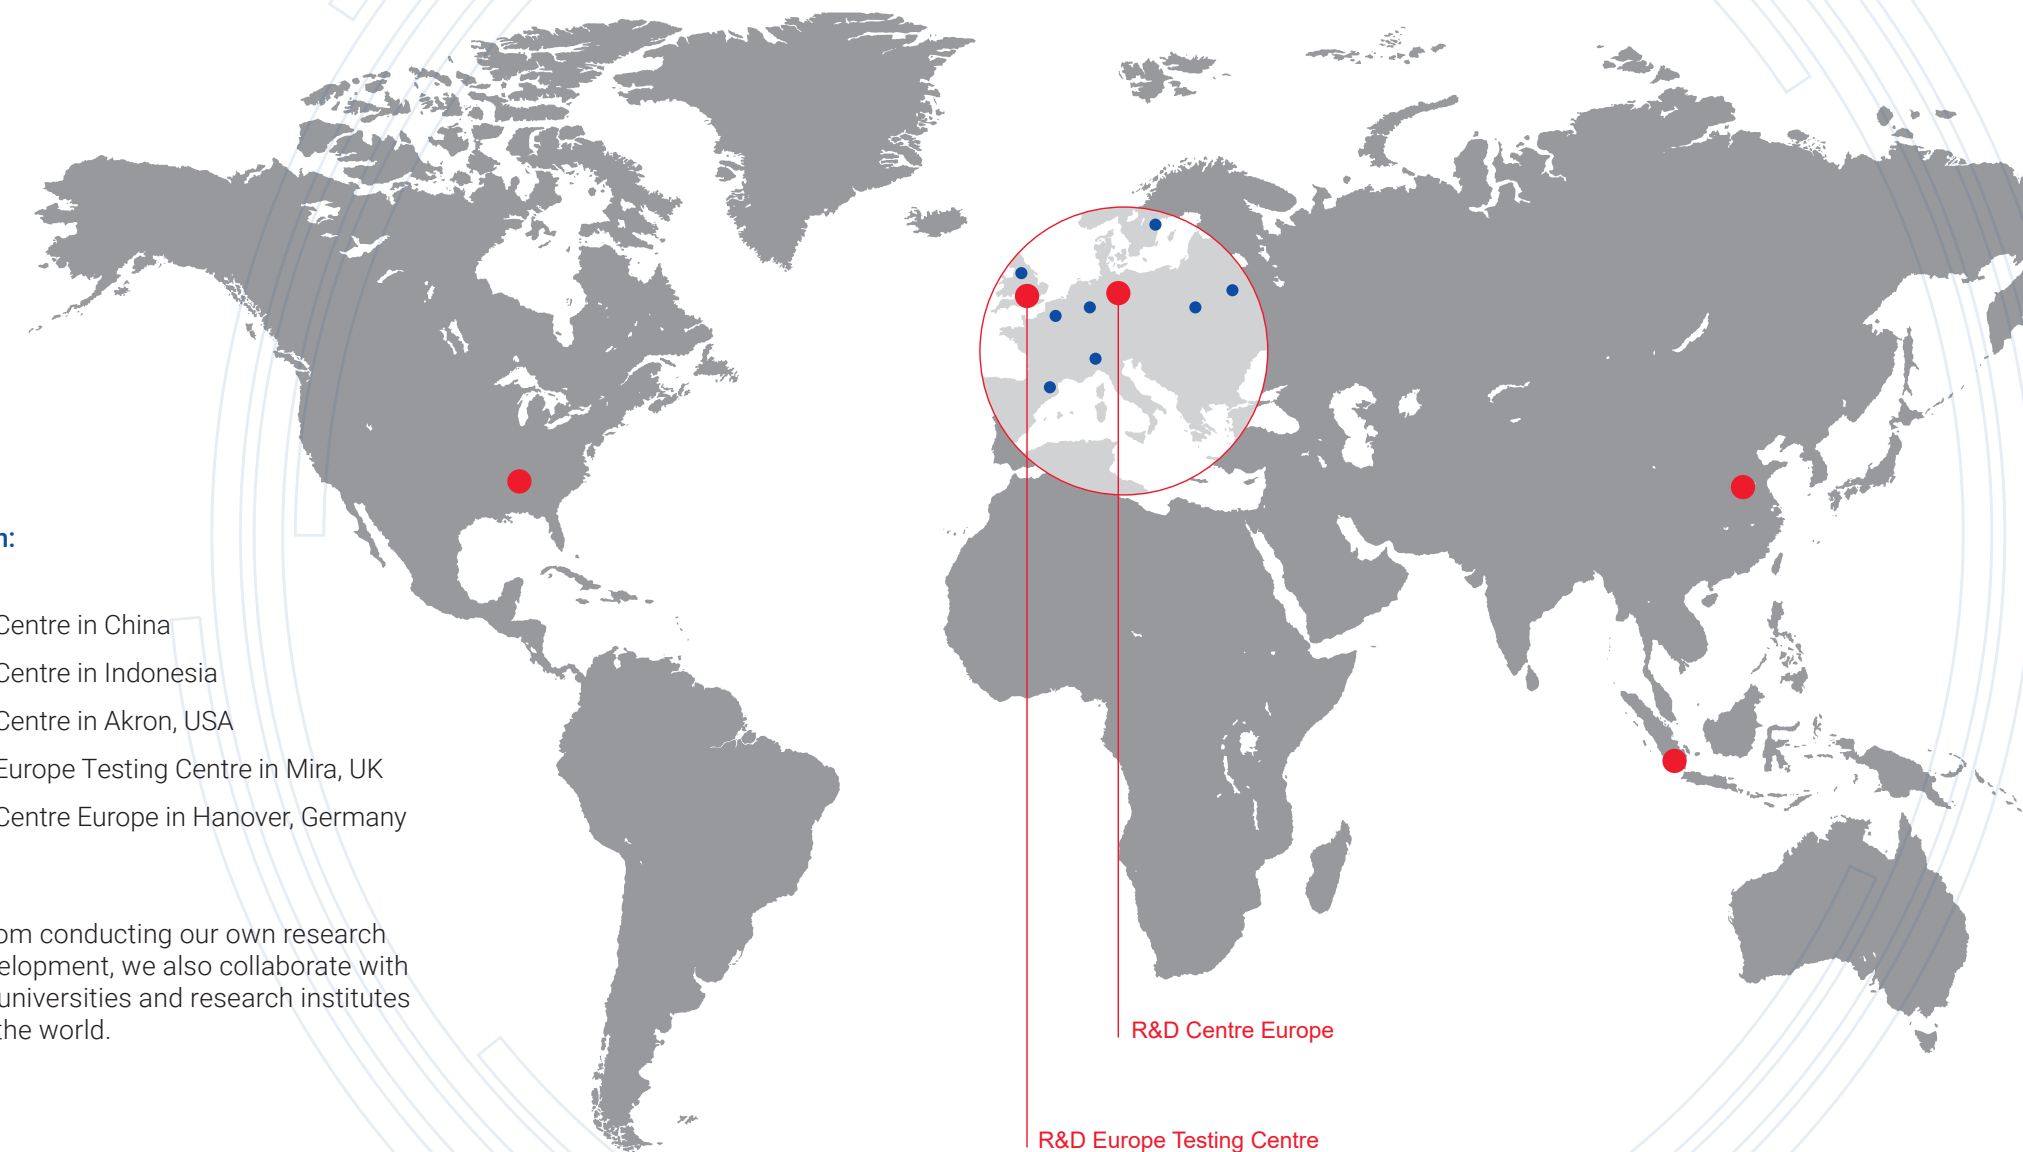 n:
Centre in China
Centre in Indonesia
Centre in Akron, USA
Europe Testing Centre in Mira, UK
Centre Europe in Hanover, Germany
om conducting our own research
elopment, we also collaborate with
universities and research institutes
the world.
R&D Centre Europe
R&D Europe Testing Centre